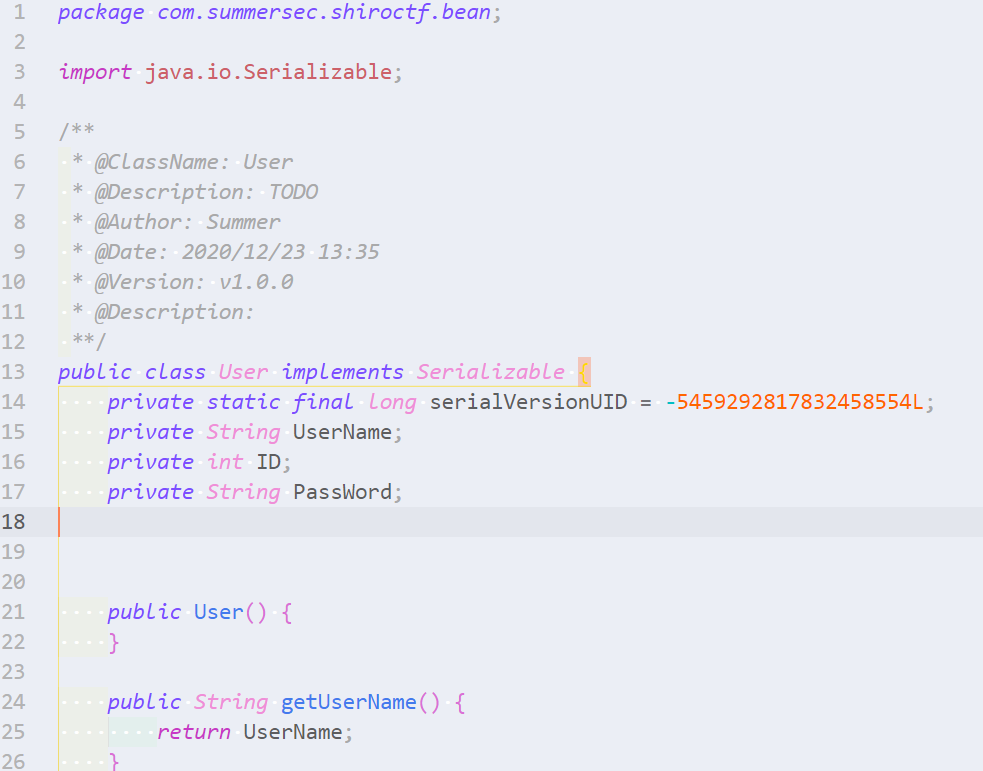 1 package com.summersec.shiroctf.bean;
2
3 import java.io.Serializable;
4
5 /**
6  * @ClassName: User
7  * @Description: TODO
8  * @Author: Summer
9  * @Date: 2020/12/23 13:35
10  * @Version: v1.0.0
11  * @Description:
12  **/
13 public class User implements Serializable {
14     private static final long serialVersionUID = -5459292817832458554L;
15     private String UserName;
16     private int ID;
17     private String PassWord;
18
19
20
21     public User() {
22     }
23
24     public String getUserName() {
25         return UserName;
26     }